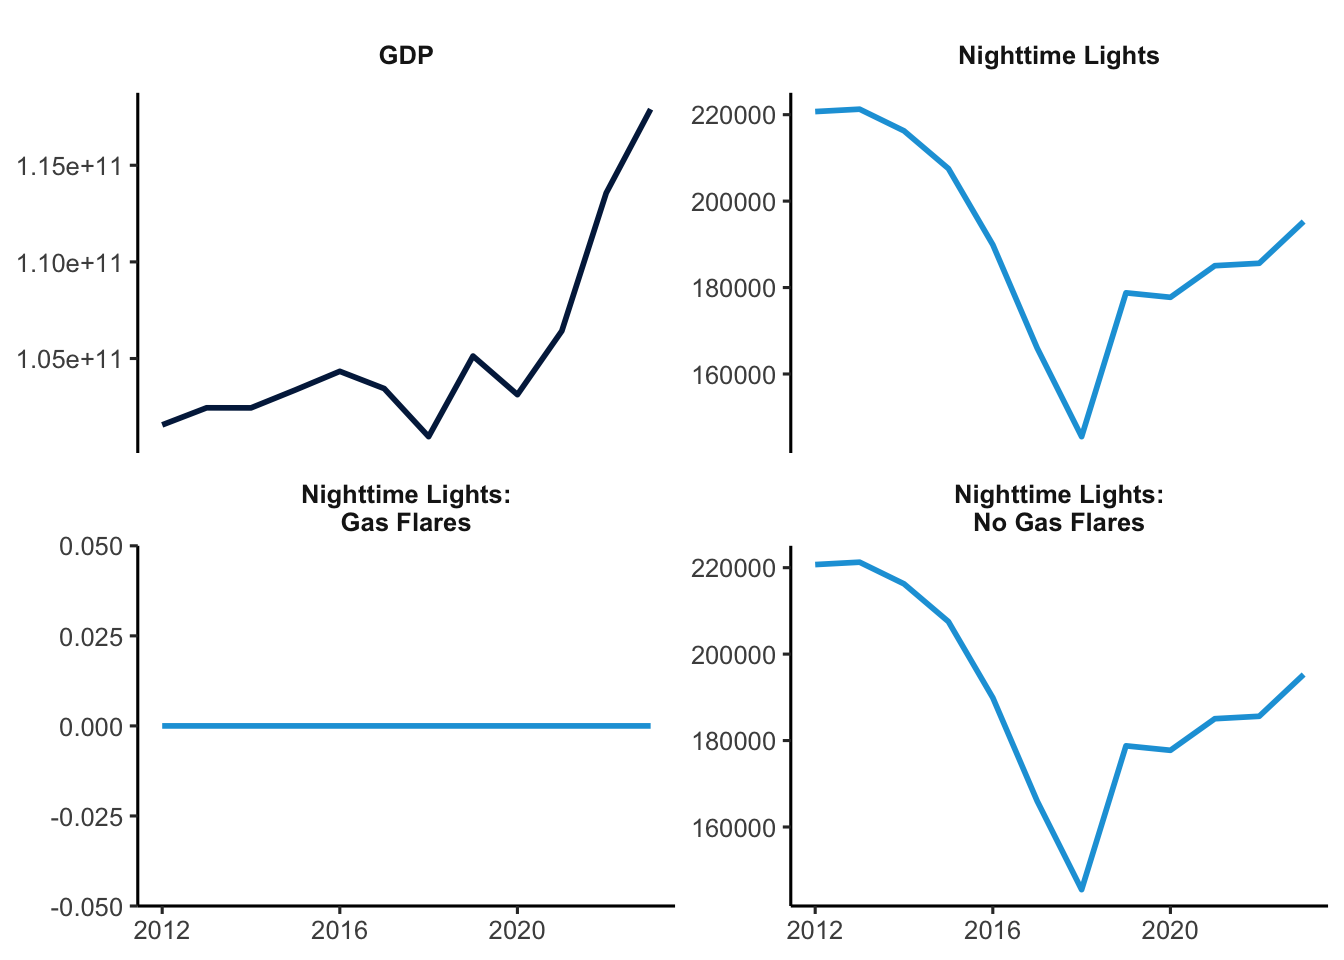 GDP
1.15e+11
1.10e+11
1.05e+11
Nighttime Lights
220000
200000
180000
160000
Nighttime Lights:
Gas Flares
0.050
0.025
0.000
-0.025
-0.050
2012 2016 2020
Nighttime Lights:
No Gas Flares
220000
200000
180000
160000
2012 2016 2020